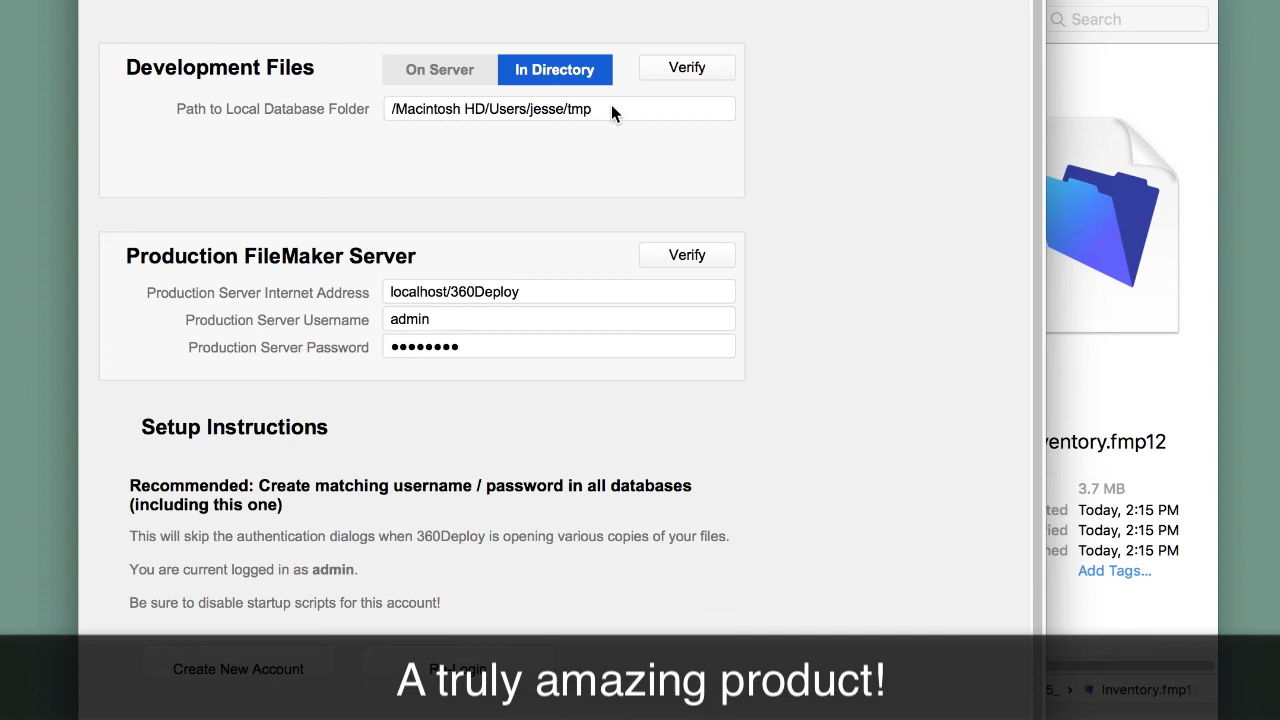 Search
Development Files
On Server
In Directory
Verify
Path to Local Database Folder
/Macintosh HD/Users/jesse/tmp
Production FileMaker Server
Verify
Production Server Internet Address
localhost/360Deploy
Production Server Username
admin
Production Server Password
••••••••
Setup Instructions
Recommended: Create matching username / password in all databases
(including this one)
This will skip the authentication dialogs when 360Deploy is opening various copies of your files.
You are current logged in as admin.
Be sure to disable startup scripts for this account!
Create New Account
A truly amazing product!
ventory.fmp12
3.7 MB
ted Today, 2:15 PM
ied Today, 2:15 PM
ned Today, 2:15 PM
Add Tags...
5_ › Inventory.fmp12